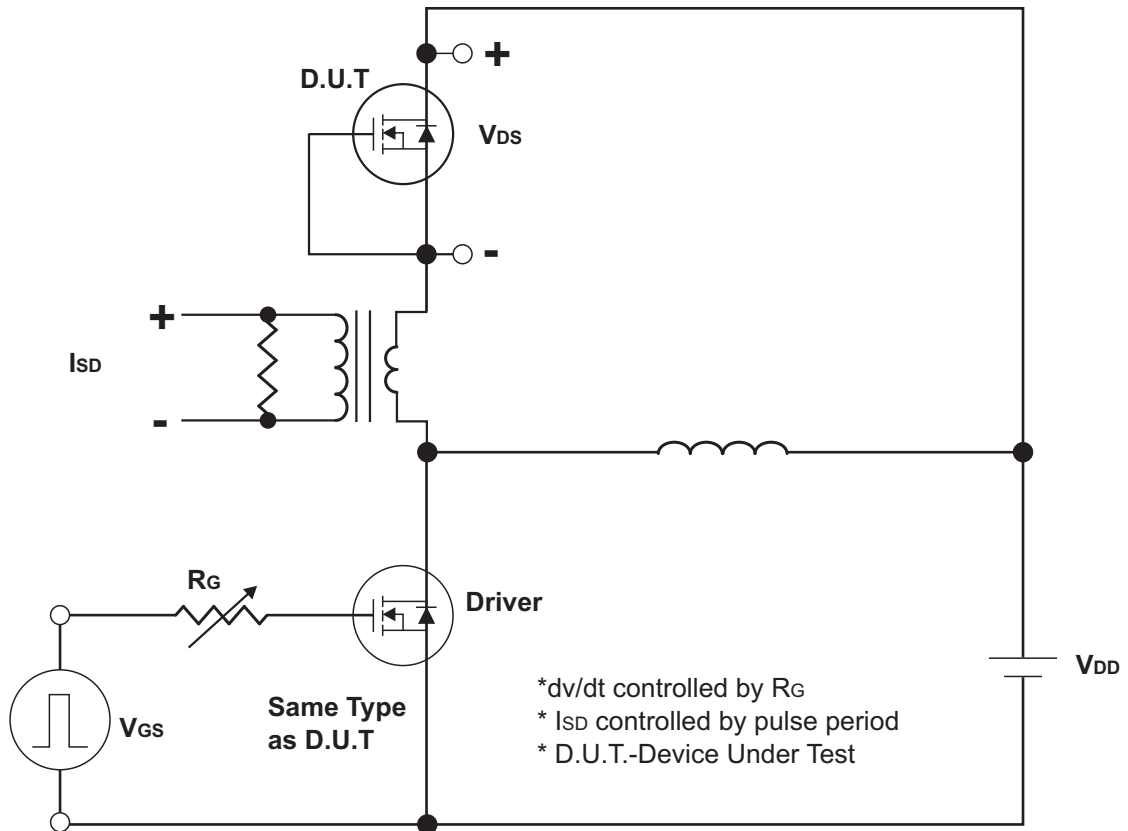 +
D.U.T
VDS
-
+
ISD
-
RG
Driver
VDD
*dv/dt controlled by RG
Same Type
* ISD controlled by pulse period
VGS
as D.U.T
* D.U.T.-Device Under Test